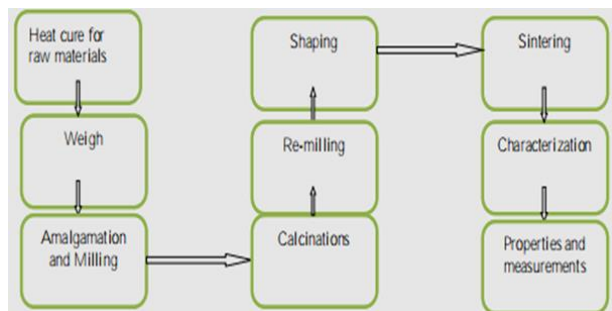 Heat cure for
raw materials
Weigh
Amalgamation
and Milling
Calcinations
Re-milling
Shaping
Sintering
Characterization
Properties and
measurements